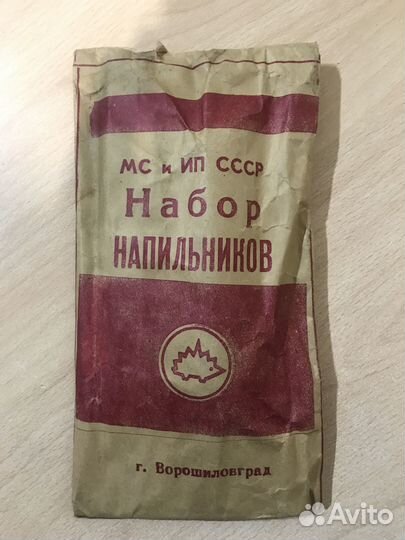 МС и ИП СССР
Набор
НАПИЛЬНИКОВ
г. Ворошиловград
Avito